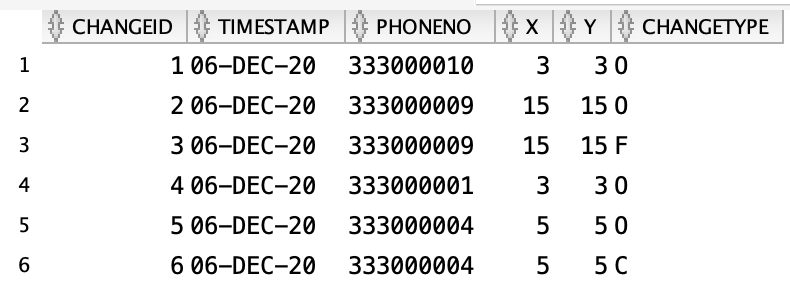 CHANGEID TIMESTAMP PHONENO X Y CHANGETYPE
1 1 06-DEC-20 333000010 3 3 O
2 2 06-DEC-20 333000009 15 15 O
3 3 06-DEC-20 333000009 15 15 F
4 4 06-DEC-20 333000001 3 3 O
5 5 06-DEC-20 333000004 5 5 O
6 6 06-DEC-20 333000004 5 5 C